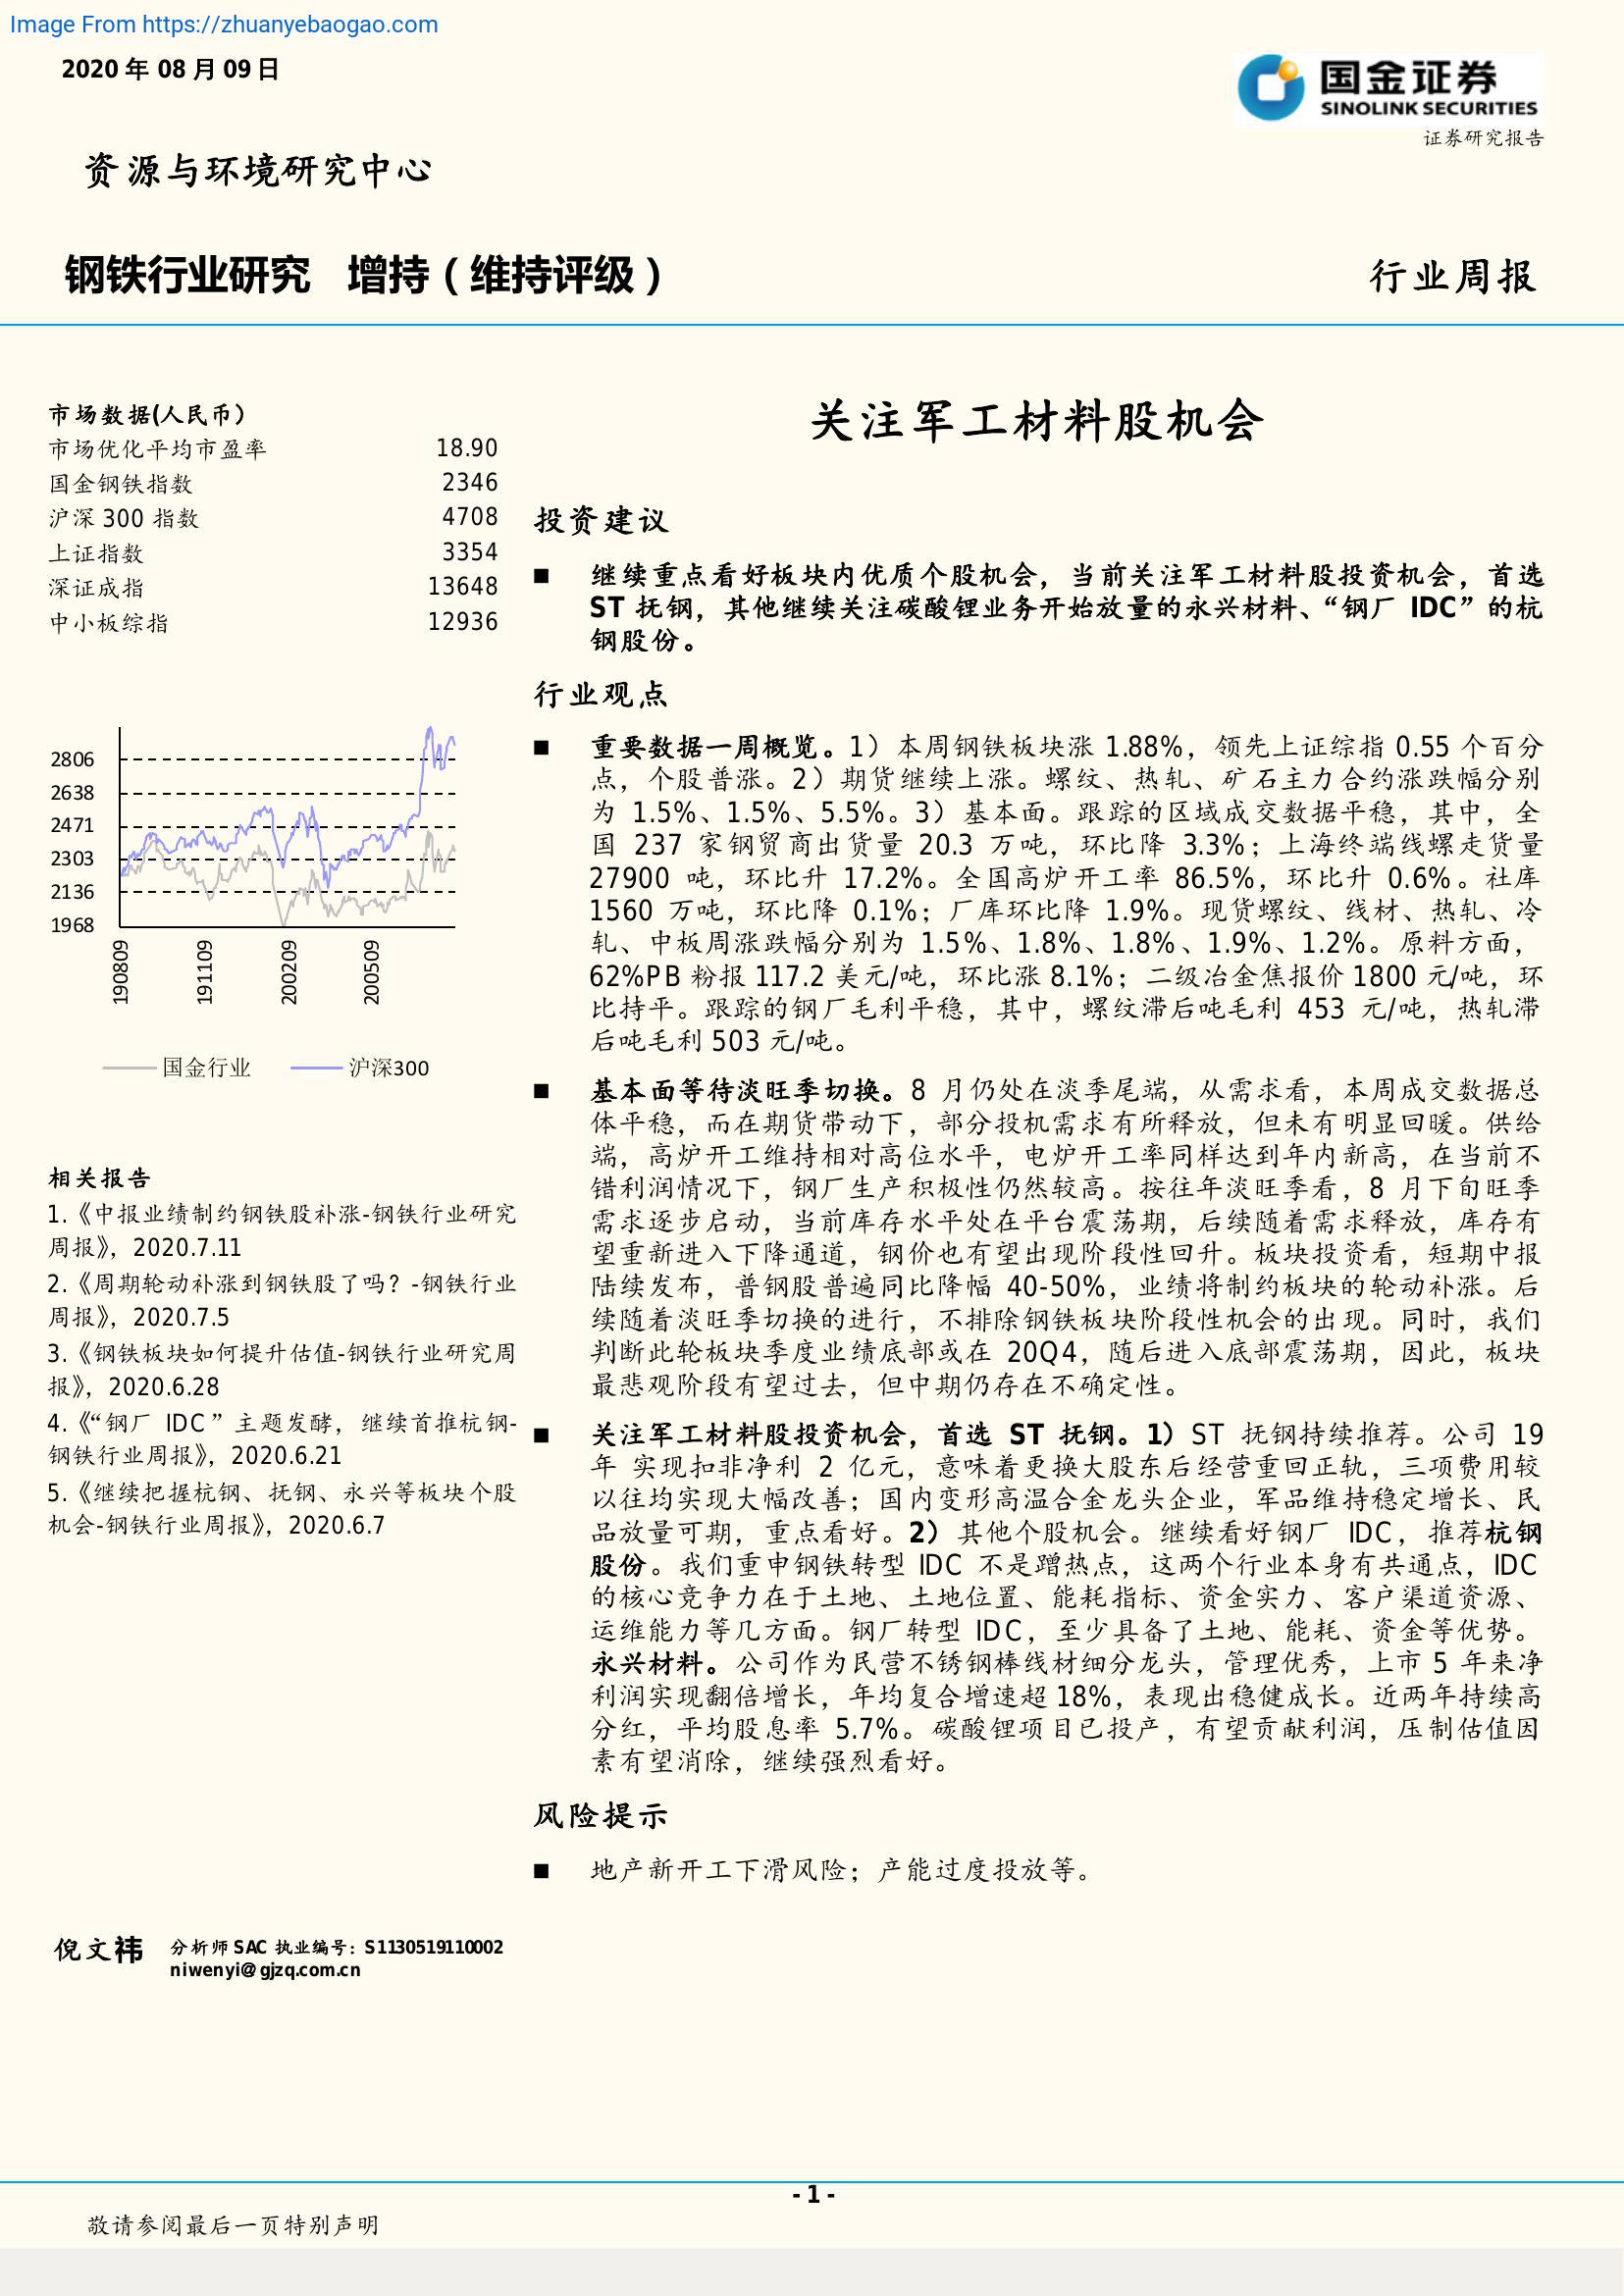 Image From https://zhuanyebaogao.com
2020 年 08 月 09 日
国金证券
SINOLINK SECURITIES
证券研究报告
资源与环境研究中心
钢铁行业研究 增持（维持评级）
行业周报
市场数据(人民币）
市场优化平均市盈率 18.90
国金钢铁指数 2346
沪深 300 指数 4708
上证指数 3354
深证成指 13648
中小板综指 12936
2806
2638
2471
2303
2136
1968
190809
191109
200209
200509
国金行业 沪深300
相关报告
1.《中报业绩制约钢铁股补涨-钢铁行业研究
周报》，2020.7.11
2.《周期轮动补涨到钢铁股了吗？-钢铁行业
周报》，2020.7.5
3.《钢铁板块如何提升估值-钢铁行业研究周
报》，2020.6.28
4.《“钢厂 IDC”主题发酵，继续首推杭钢-
钢铁行业周报》，2020.6.21
5.《继续把握杭钢、抚钢、永兴等板块个股
机会-钢铁行业周报》，2020.6.7
倪文祎 分析师 SAC 执业编号：S1130519110002
niwenyi@gjzq.com.cn
关注军工材料股机会
投资建议
■ 继续重点看好板块内优质个股机会，当前关注军工材料股投资机会，首选
ST 抚钢，其他继续关注碳酸锂业务开始放量的永兴材料、“钢厂 IDC”的杭
钢股份。
行业观点
■ 重要数据一周概览。1）本周钢铁板块涨 1.88%，领先上证综指 0.55 个百分
点，个股普涨。2）期货继续上涨。螺纹、热轧、矿石主力合约涨跌幅分别
为 1.5%、1.5%、5.5%。3）基本面。跟踪的区域成交数据平稳，其中，全
国 237 家钢贸商出货量 20.3 万吨，环比降 3.3%；上海终端线螺走货量
27900 吨，环比升 17.2%。全国高炉开工率 86.5%，环比升 0.6%。社库
1560 万吨，环比降 0.1%；厂库环比降 1.9%。现货螺纹、线材、热轧、冷
轧、中板周涨跌幅分别为 1.5%、1.8%、1.8%、1.9%、1.2%。原料方面，
62%PB 粉报 117.2 美元/吨，环比涨 8.1%；二级冶金焦报价 1800 元/吨，环
比持平。跟踪的钢厂毛利平稳，其中，螺纹滞后吨毛利 453 元/吨，热轧滞
后吨毛利 503 元/吨。
■ 基本面等待淡旺季切换。8 月仍处在淡季尾端，从需求看，本周成交数据总
体平稳，而在期货带动下，部分投机需求有所释放，但未有明显回暖。供给
端，高炉开工维持相对高位水平，电炉开工率同样达到年内新高，在当前不
错利润情况下，钢厂生产积极性仍然较高。按往年淡旺季看，8 月下旬旺季
需求逐步启动，当前库存水平处在平台震荡期，后续随着需求释放，库存有
望重新进入下降通道，钢价也有望出现阶段性回升。板块投资看，短期中报
陆续发布，普钢股普遍同比降幅 40-50%，业绩将制约板块的轮动补涨。后
续随着淡旺季切换的进行，不排除钢铁板块阶段性机会的出现。同时，我们
判断此轮板块季度业绩底部或在 20Q4，随后进入底部震荡期，因此，板块
最悲观阶段有望过去，但中期仍存在不确定性。
■ 关注军工材料股投资机会，首选 ST 抚钢。1）ST 抚钢持续推荐。公司 19
年 实现扣非净利 2 亿元，意味着更换大股东后经营重回正轨，三项费用较
以往均实现大幅改善；国内变形高温合金龙头企业，军品维持稳定增长、民
品放量可期，重点看好。2）其他个股机会。继续看好钢厂 IDC，推荐杭钢
股份。我们重申钢铁转型 IDC 不是蹭热点，这两个行业本身有共通点，IDC
的核心竞争力在于土地、土地位置、能耗指标、资金实力、客户渠道资源、
运维能力等几方面。钢厂转型 IDC，至少具备了土地、能耗、资金等优势。
永兴材料。公司作为民营不锈钢棒线材细分龙头，管理优秀，上市 5 年来净
利润实现翻倍增长，年均复合增速超 18%，表现出稳健成长。近两年持续高
分红，平均股息率 5.7%。碳酸锂项目已投产，有望贡献利润，压制估值因
素有望消除，继续强烈看好。
风险提示
■ 地产新开工下滑风险；产能过度投放等。
- 1 -
敬请参阅最后一页特别声明